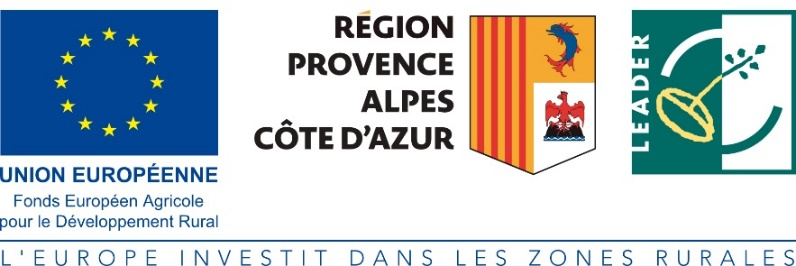 UNION EUROPÉENNE
Fonds Européen Agricole
pour le Développement Rural
RÉGION
PROVENCE
ALPES
CÔTE D'AZUR
LEADER
L'EUROPE INVESTIT DANS LES ZONES RURALES